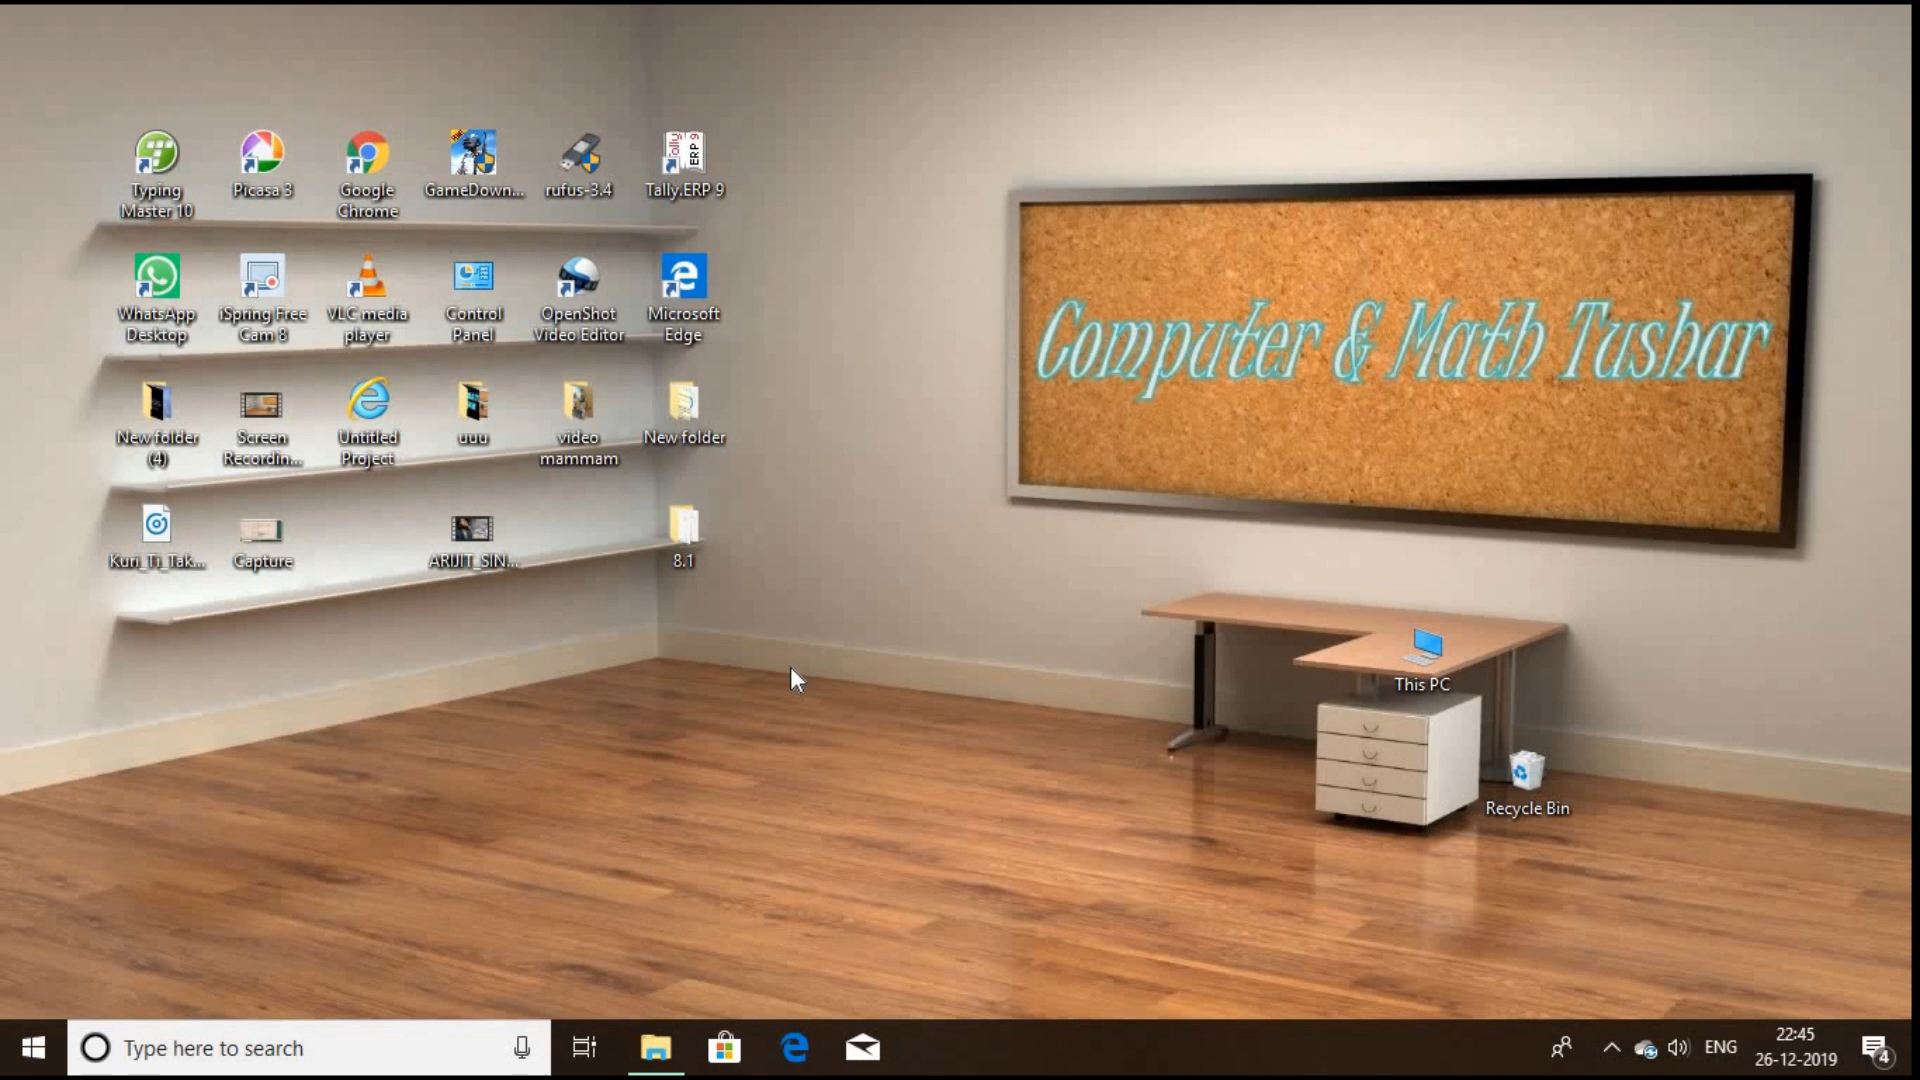 Typing
Master 10
Picasa 3
Google
Chrome
GameDown...
rufus-3.4
Tally.ERP 9
WhatsApp
Desktop
iSpring Free
Cam 8
VLC media
player
Control
Panel
OpenShot
Video Editor
Microsoft
Edge
New folder
(4)
Screen
Recordin...
Untitled
Project
uuu
video
mammam
New folder
Kuri_Ti_Tak...
Capture
ARIJIT_SIN...
8.1
Computer & Math Tushar
This PC
Recycle Bin
Type here to search
ENG
22:45
26-12-2019
4